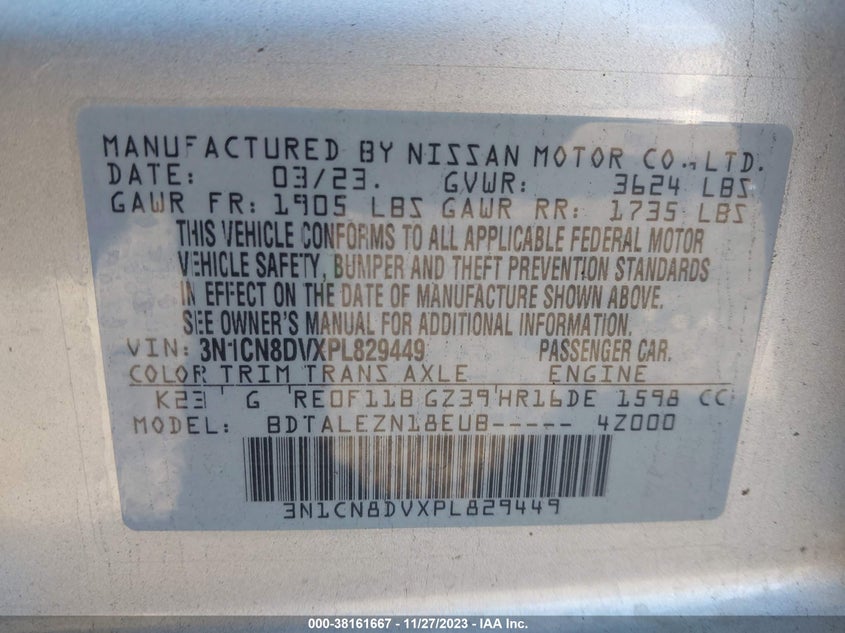 MANUFACTURED BY NISSAN MOTOR CO., LTD.
DATE: 03/23. GVWR: 3624 LBS
GAWR FR: 1905 LBS GAWR RR: 1735 LBS
THIS VEHICLE CONFORMS TO ALL APPLICABLE FEDERAL MOTOR
VEHICLE SAFETY, BUMPER AND THEFT PREVENTION STANDARDS
IN EFFECT ON THE DATE OF MANUFACTURE SHOWN ABOVE.
SEE OWNER'S MANUAL FOR ADDITIONAL INFORMATION.
VIN: 3N1CN8DVXPL829449 PASSENGER CAR.
COLOR TRIM TRANS AXLE ENGINE
K23 G RE0F11B GZ39 HR16DE 1598 CC
MODEL: BDTALEZN18EUB----- 4Z000
3N1CN8DVXPL829449
000-38161667 - 11/27/2023 - IAA Inc.